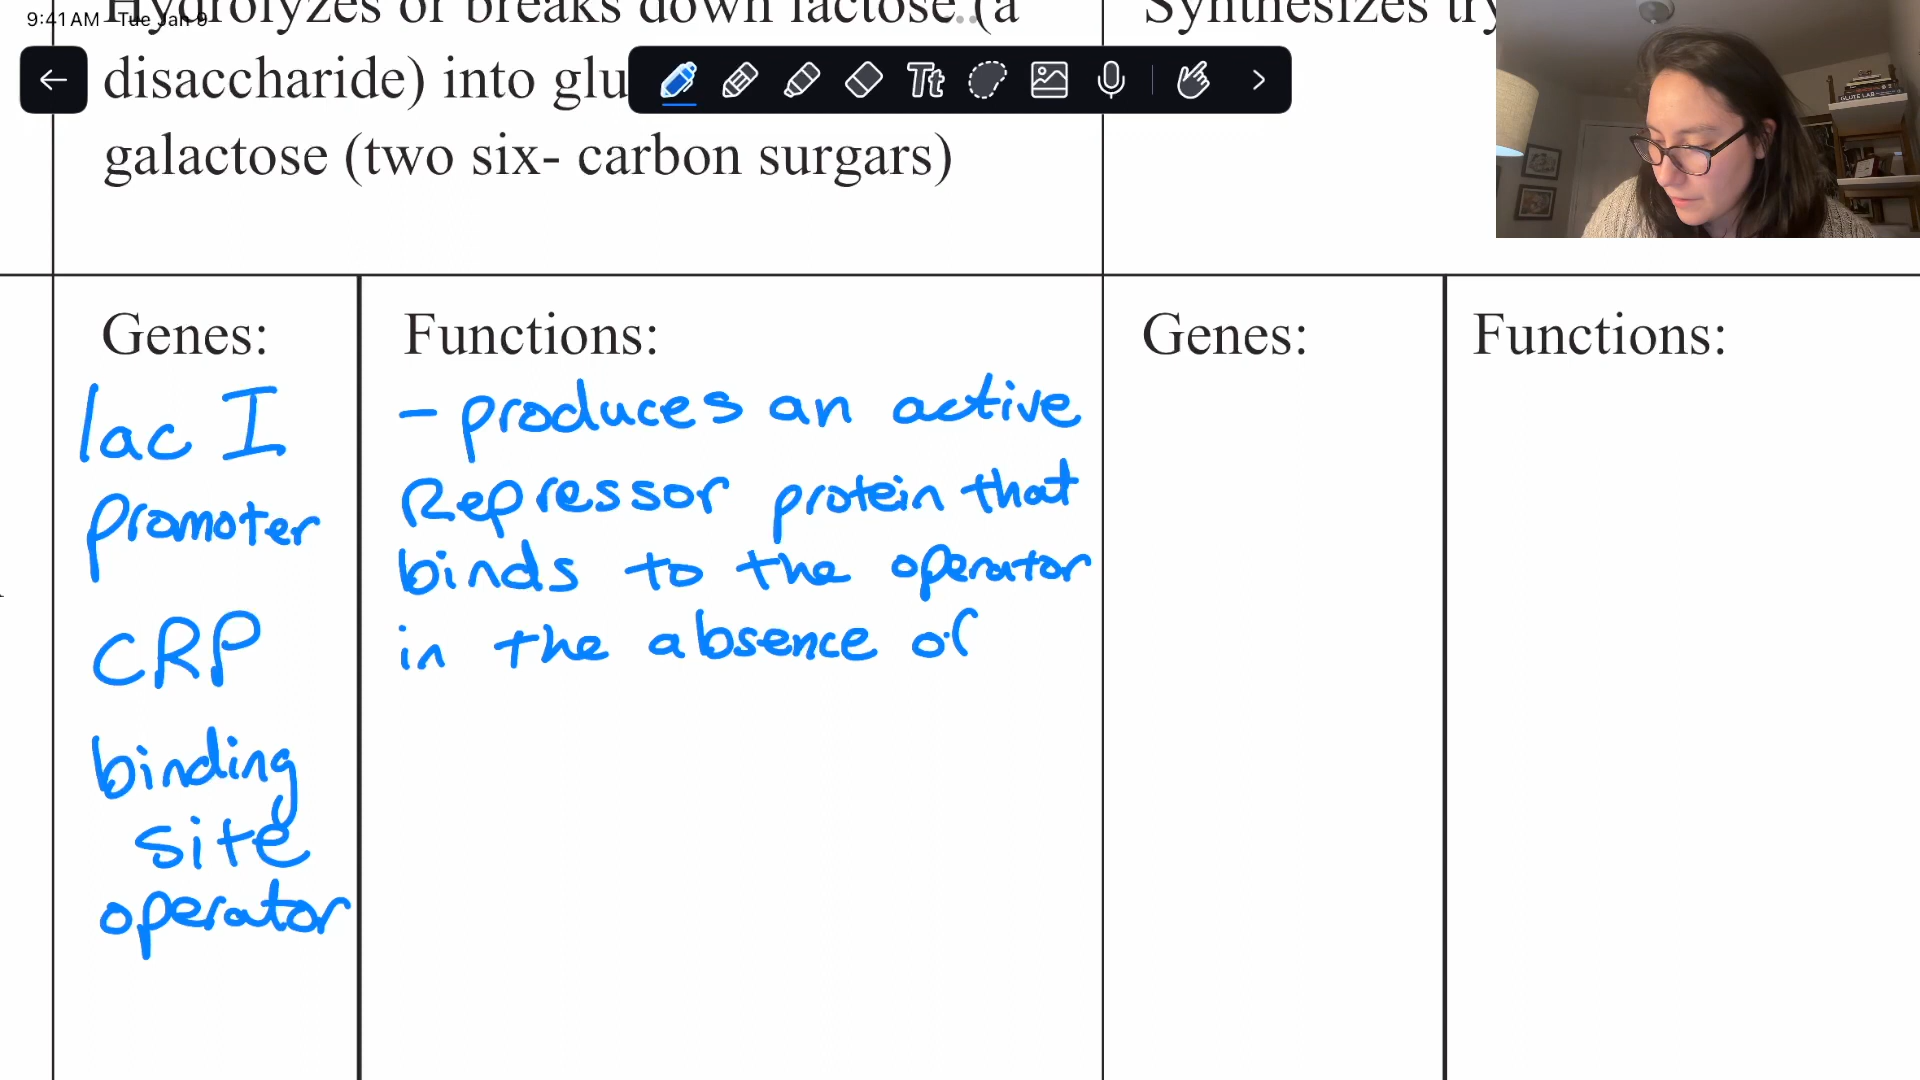 Hydrolyzes or breaks down lactose (a
Synthesizes try
9:41 AM Tue Jan 9
disaccharide) into glu
Tt
galactose (two six- carbon surgars)
Genes:
Functions:
Genes:
Functions:
lac I
- produces an active
promoter
Repressor protein that
binds to the operator
CRP
in the absence of
binding
site
operator